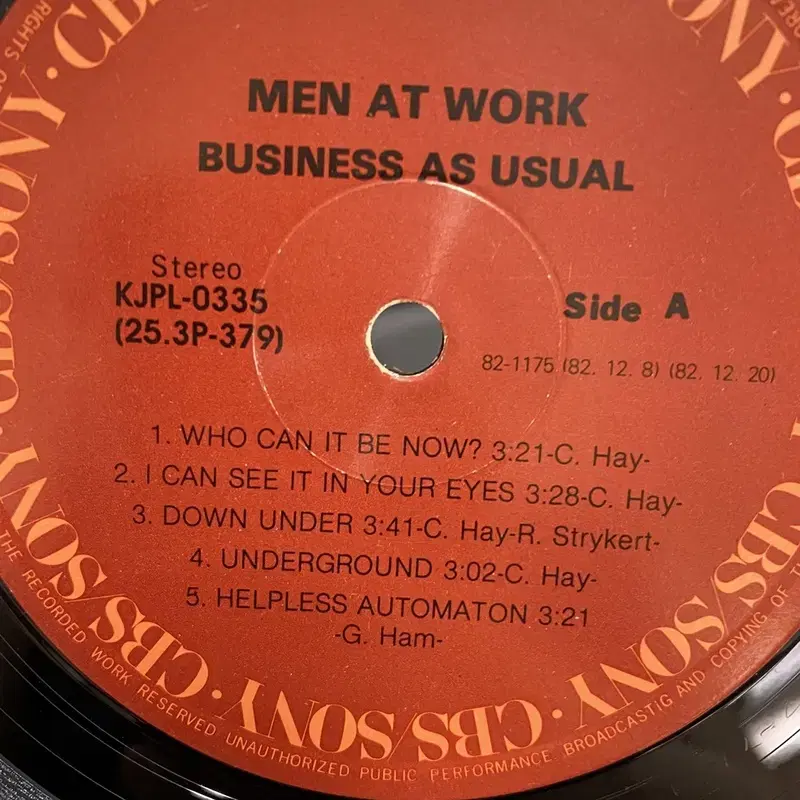 MEN AT WORK
BUSINESS AS USUAL
Stereo
KJPL-0335
(25.3P-379)
Side A
82-1175 (82. 12. 8) (82. 12. 20)
1. WHO CAN IT BE NOW? 3:21-C. Hay-
2. I CAN SEE IT IN YOUR EYES 3:28-C. Hay-
3. DOWN UNDER 3:41-C. Hay-R. Strykert-
4. UNDERGROUND 3:02-C. Hay-
5. HELPLESS AUTOMATON 3:21
-G. Ham-
CBS/SONY · CBS/SONY · CBS/SONY · CBS/SONY
RIGHTS
THE RECORDED WORK RESERVED UNAUTHORIZED PUBLIC PERFORMANCE BROADCASTIG AND COPYING OF